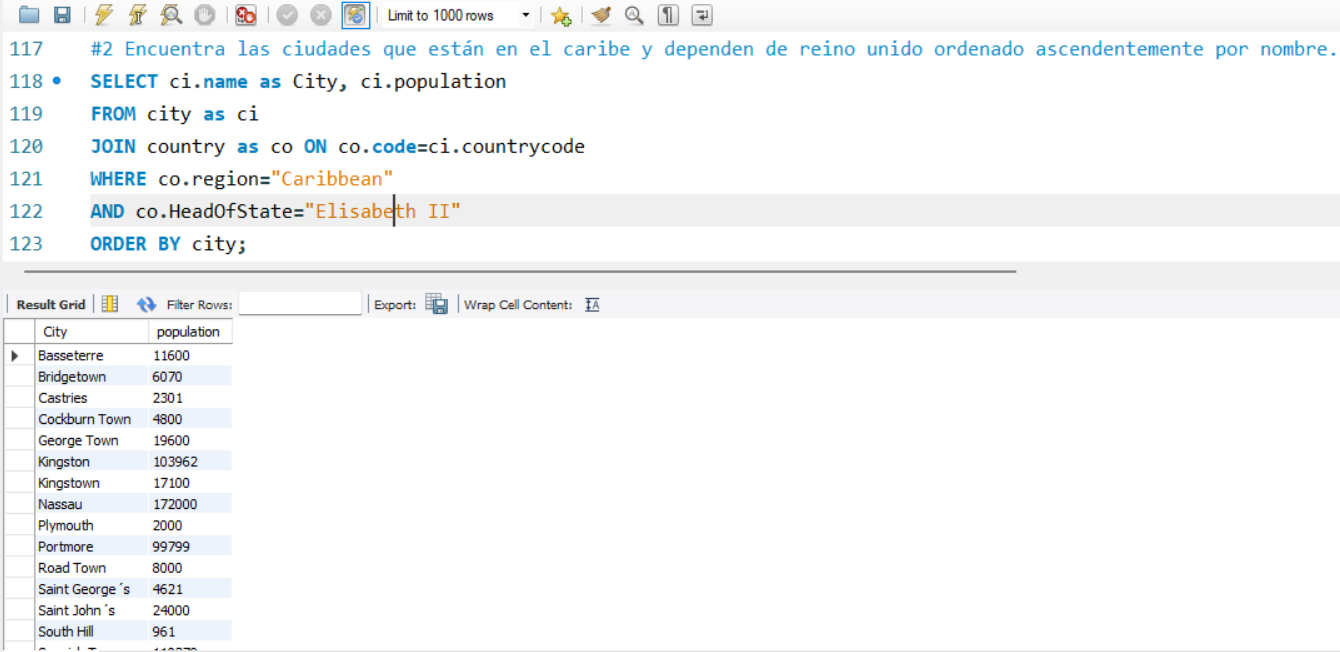 Limit to 1000 rows
117 #2 Encuentra las ciudades que están en el caribe y dependen de reino unido ordenado ascendentemente por nombre.
118 SELECT ci.name as City, ci.population
119 FROM city as ci
120 JOIN country as co ON co.code=ci.countrycode
121 WHERE co.region="Caribbean"
122 AND co.HeadOfState="Elisabeth II"
123 ORDER BY city;
Result Grid Filter Rows: Export: Wrap Cell Content: IA
City population
Basseterre 11600
Bridgetown 6070
Castries 2301
Cockburn Town 4800
George Town 19600
Kingston 103962
Kingstown 17100
Nassau 172000
Plymouth 2000
Portmore 99799
Road Town 8000
Saint George´s 4621
Saint John´s 24000
South Hill 961